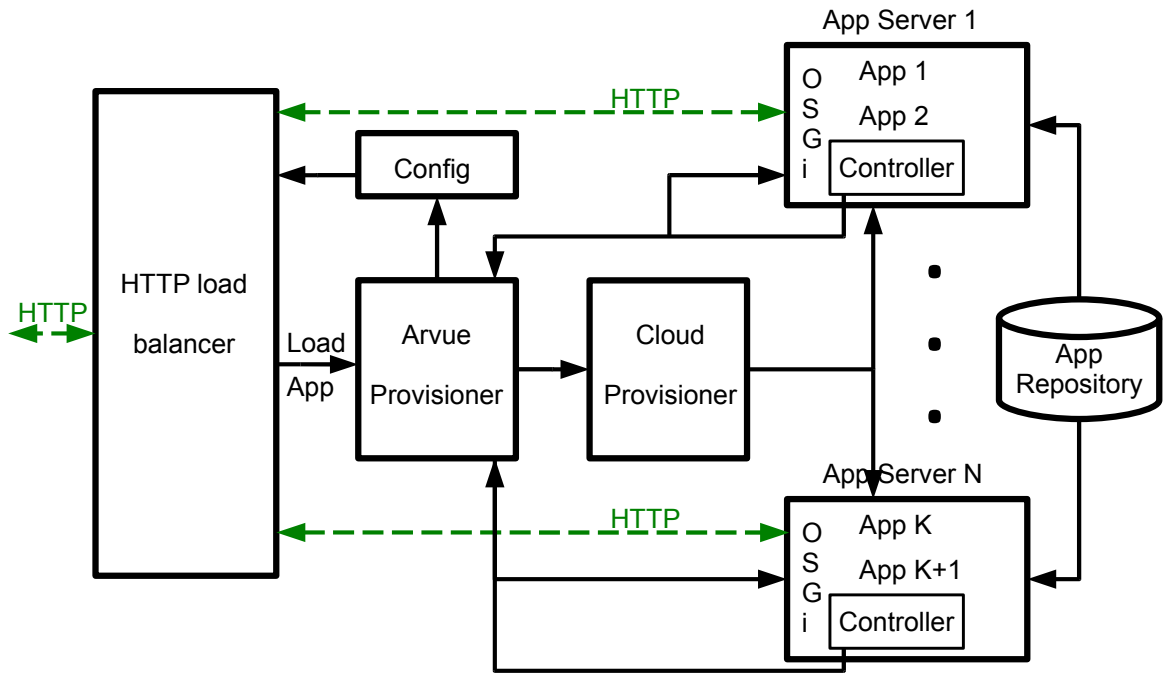 App Server 1
O
S
G
i
App 1
App 2
Controller
HTTP
Config
HTTP load
balancer
HTTP
Load
App
Arvue
Provisioner
Cloud
Provisioner
App
Repository
App Server N
HTTP
O
S
G
i
App K
App K+1
Controller